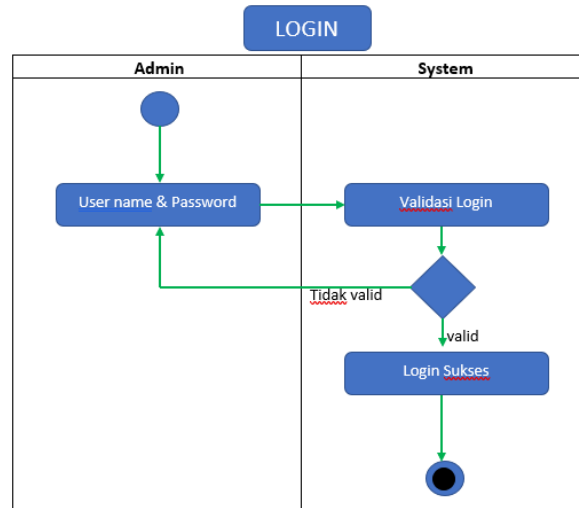 LOGIN
Admin
System
User name & Password
Validasi Login
Tidak valid
valid
Login Sukses